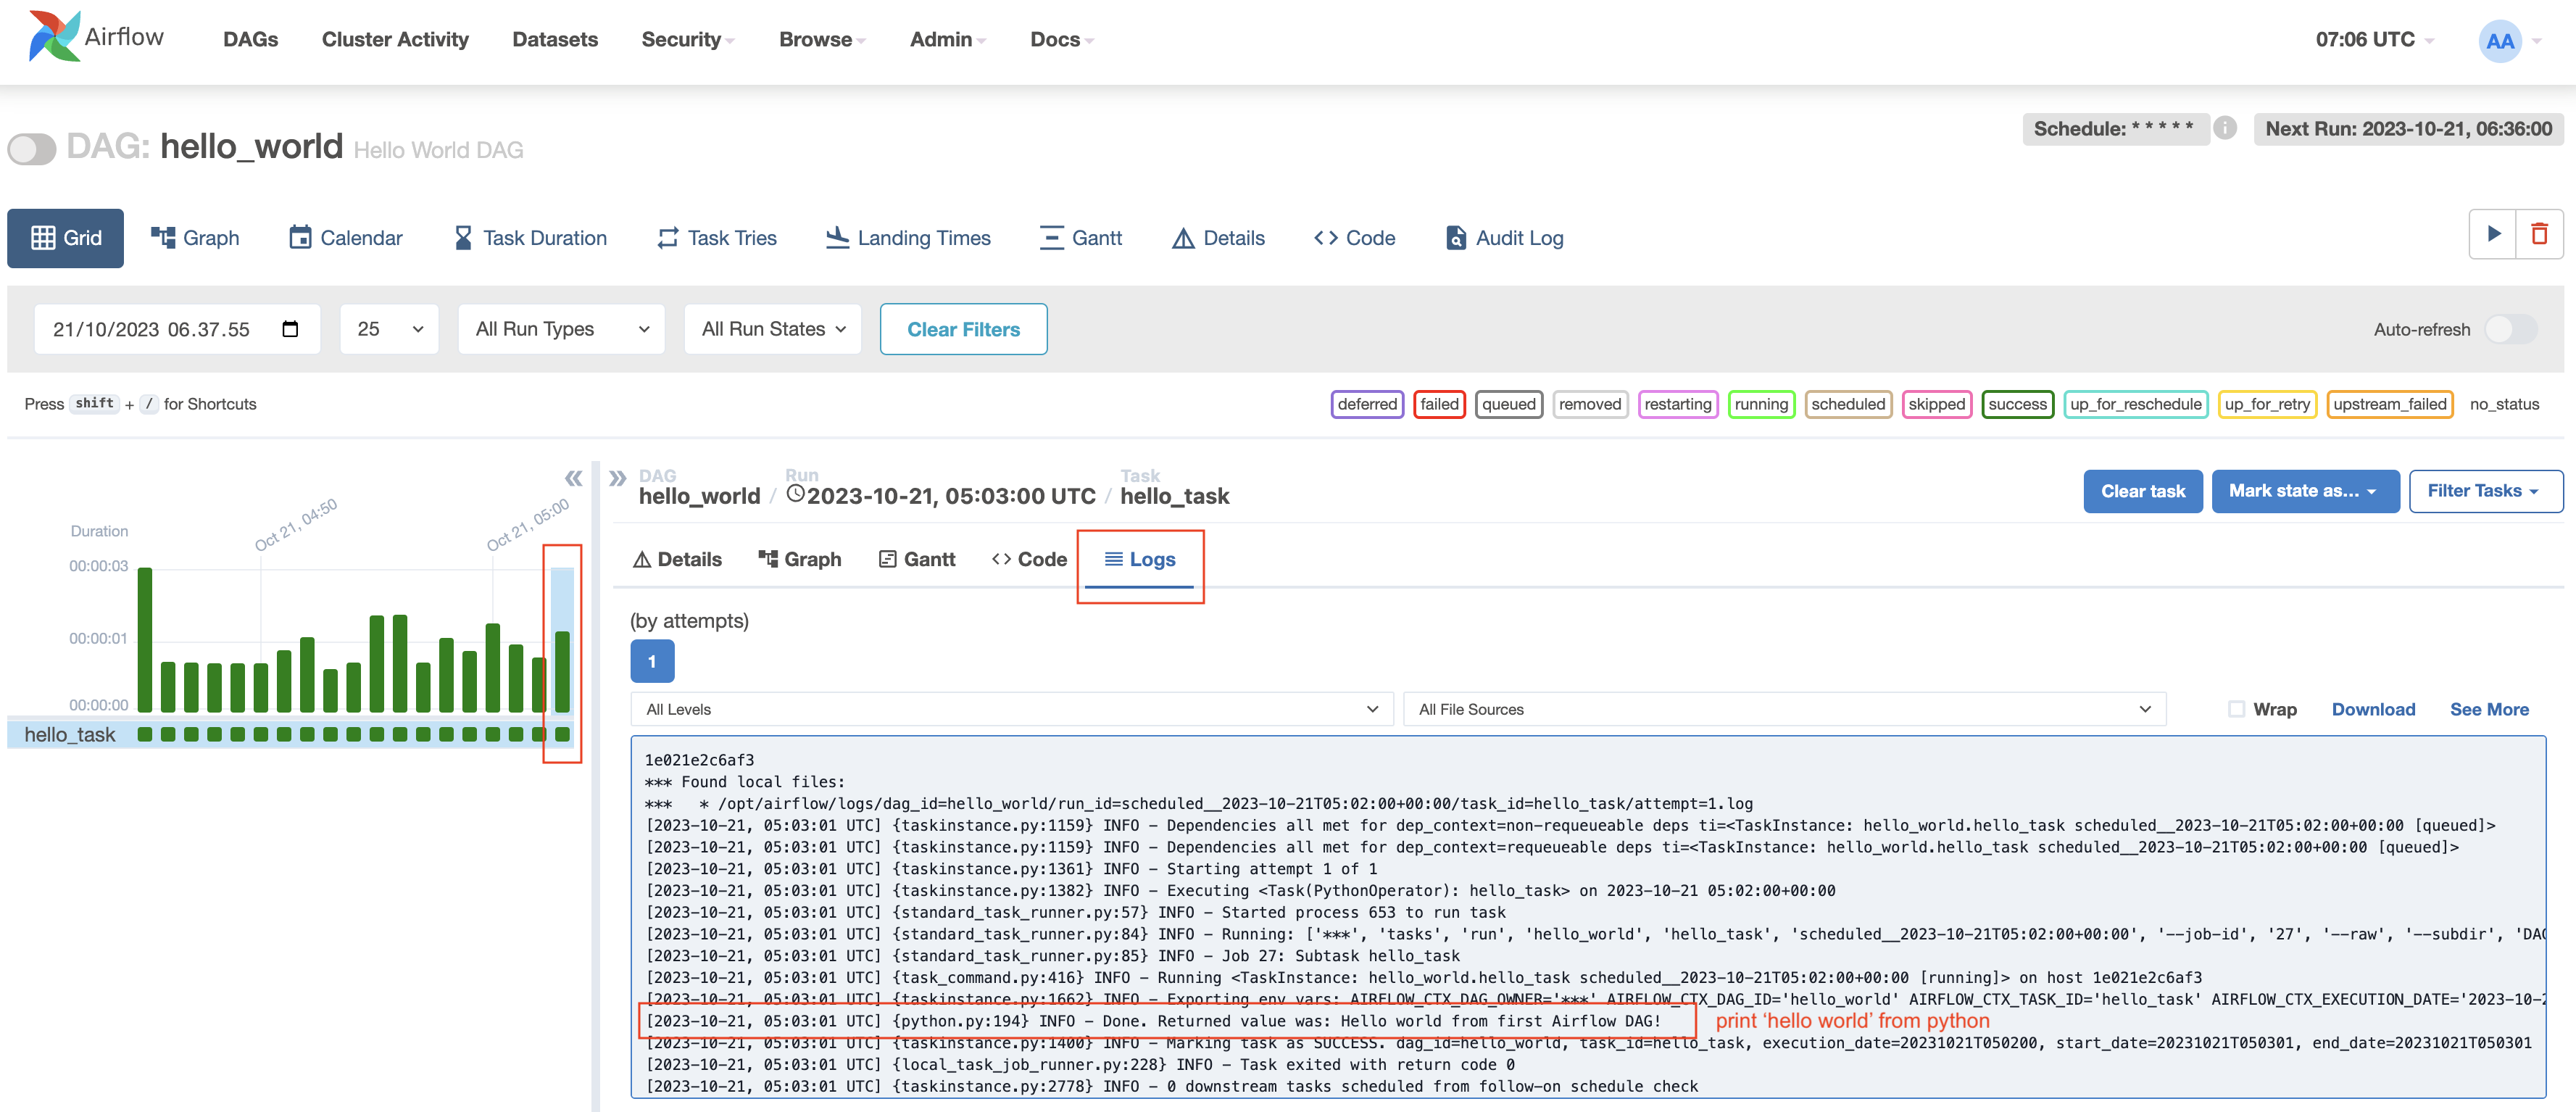 Airflow DAGs Cluster Activity Datasets Security Browse Admin Docs 07:06 UTC AA
DAG: hello_world Hello World DAG Schedule: * * * * * i Next Run: 2023-10-21, 06:36:00
Grid Graph Calendar Task Duration Task Tries Landing Times Gantt Details Code Audit Log
21/10/2023 06.37.55 25 All Run Types All Run States Clear Filters Auto-refresh
Press shift + / for Shortcuts deferred failed queued removed restarting running scheduled skipped success up_for_reschedule up_for_retry upstream_failed no_status
DAG Run Task
hello_world / 2023-10-21, 05:03:00 UTC / hello_task Clear task Mark state as... Filter Tasks
Oct 21, 04:50 Oct 21, 05:00
Duration
00:00:03
00:00:01
00:00:00
hello_task
Details Graph Gantt Code Logs
(by attempts)
1
All Levels All File Sources Wrap Download See More
1e021e2c6af3
*** Found local files:
***   * /opt/airflow/logs/dag_id=hello_world/run_id=scheduled__2023-10-21T05:02:00+00:00/task_id=hello_task/attempt=1.log
[2023-10-21, 05:03:01 UTC] {taskinstance.py:1159} INFO - Dependencies all met for dep_context=non-requeueable deps ti=<TaskInstance: hello_world.hello_task scheduled__2023-10-21T05:02:00+00:00 [queued]>
[2023-10-21, 05:03:01 UTC] {taskinstance.py:1159} INFO - Dependencies all met for dep_context=requeueable deps ti=<TaskInstance: hello_world.hello_task scheduled__2023-10-21T05:02:00+00:00 [queued]>
[2023-10-21, 05:03:01 UTC] {taskinstance.py:1361} INFO - Starting attempt 1 of 1
[2023-10-21, 05:03:01 UTC] {taskinstance.py:1382} INFO - Executing <Task(PythonOperator): hello_task> on 2023-10-21 05:02:00+00:00
[2023-10-21, 05:03:01 UTC] {standard_task_runner.py:57} INFO - Started process 653 to run task
[2023-10-21, 05:03:01 UTC] {standard_task_runner.py:84} INFO - Running: ['***', 'tasks', 'run', 'hello_world', 'hello_task', 'scheduled__2023-10-21T05:02:00+00:00', '--job-id', '27', '--raw', '--subdir', 'DAG
[2023-10-21, 05:03:01 UTC] {standard_task_runner.py:85} INFO - Job 27: Subtask hello_task
[2023-10-21, 05:03:01 UTC] {task_command.py:416} INFO - Running <TaskInstance: hello_world.hello_task scheduled__2023-10-21T05:02:00+00:00 [running]> on host 1e021e2c6af3
[2023-10-21, 05:03:01 UTC] {taskinstance.py:1662} INFO - Exporting env vars: AIRFLOW_CTX_DAG_OWNER='***' AIRFLOW_CTX_DAG_ID='hello_world' AIRFLOW_CTX_TASK_ID='hello_task' AIRFLOW_CTX_EXECUTION_DATE='2023-10-2
[2023-10-21, 05:03:01 UTC] {python.py:194} INFO - Done. Returned value was: Hello world from first Airflow DAG! print ‘hello world’ from python
[2023-10-21, 05:03:01 UTC] {taskinstance.py:1400} INFO - Marking task as SUCCESS. dag_id=hello_world, task_id=hello_task, execution_date=20231021T050200, start_date=20231021T050301, end_date=20231021T050301
[2023-10-21, 05:03:01 UTC] {local_task_job_runner.py:228} INFO - Task exited with return code 0
[2023-10-21, 05:03:01 UTC] {taskinstance.py:2778} INFO - 0 downstream tasks scheduled from follow-on schedule check